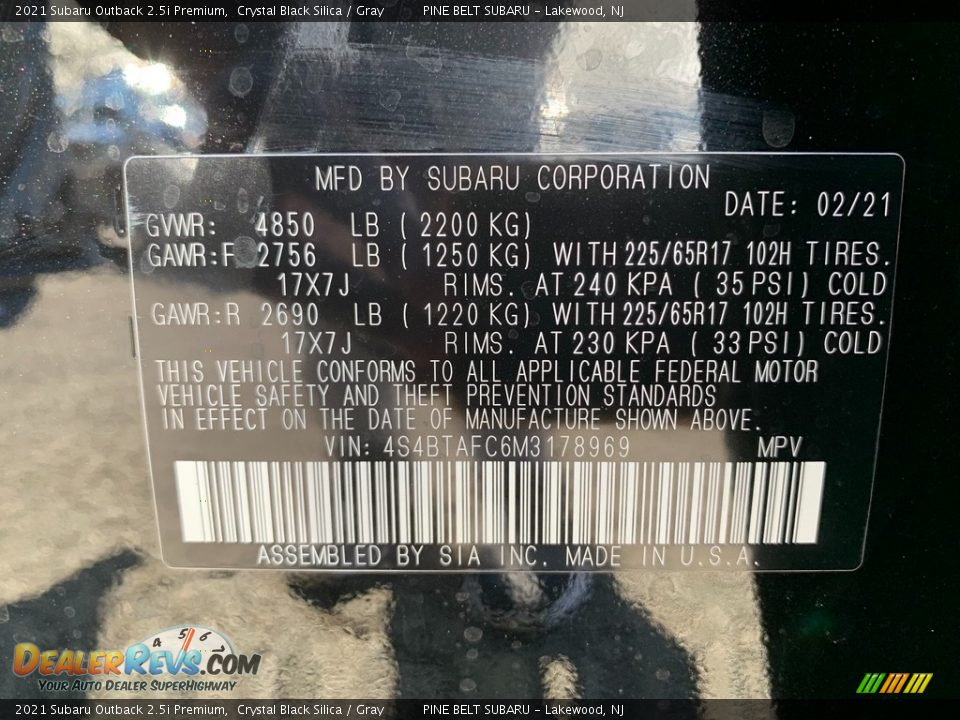 2021 Subaru Outback 2.5i Premium, Crystal Black Silica / Gray PINE BELT SUBARU - Lakewood, NJ
MFD BY SUBARU CORPORATION
DATE: 02/21
GVWR: 4850 LB ( 2200 KG)
GAWR:F 2756 LB ( 1250 KG) WITH 225/65R17 102H TIRES.
17X7J RIMS. AT 240 KPA ( 35 PSI) COLD
GAWR:R 2690 LB ( 1220 KG) WITH 225/65R17 102H TIRES.
17X7J RIMS. AT 230 KPA ( 33 PSI) COLD
THIS VEHICLE CONFORMS TO ALL APPLICABLE FEDERAL MOTOR
VEHICLE SAFETY AND THEFT PREVENTION STANDARDS
IN EFFECT ON THE DATE OF MANUFACTURE SHOWN ABOVE.
VIN: 4S4BTAFC6M3178969 MPV
ASSEMBLED BY SIA INC. MADE IN U.S.A.
4 5 6
DEALERREVS.COM
YOUR AUTO DEALER SUPERHIGHWAY
2021 Subaru Outback 2.5i Premium, Crystal Black Silica / Gray PINE BELT SUBARU - Lakewood, NJ